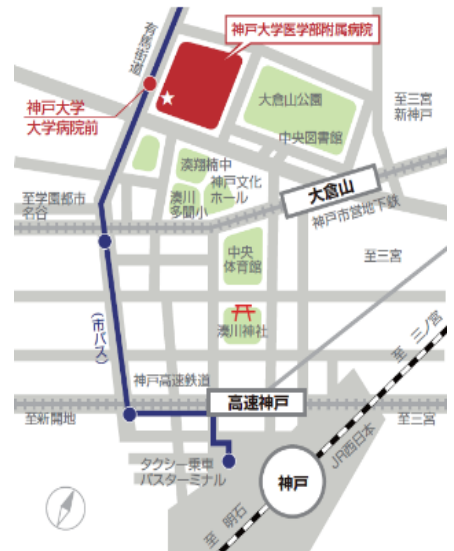 有馬街道
神戸大学医学部附属病院
神戸大学
大学病院前
大倉山公園
中央図書館
至三宮
新神戸
湊翔楠中
神戸文化
ホール
湊川
多聞小
大倉山
神戸市営地下鉄
至学園都市
名谷
中央
体育館
至三宮
湊川神社
(市バス)
神戸高速鉄道
高速神戸
至新開地
至三宮
至 三ノ宮
JR西日本
タクシー乗車
バスターミナル
神戸
至 明石